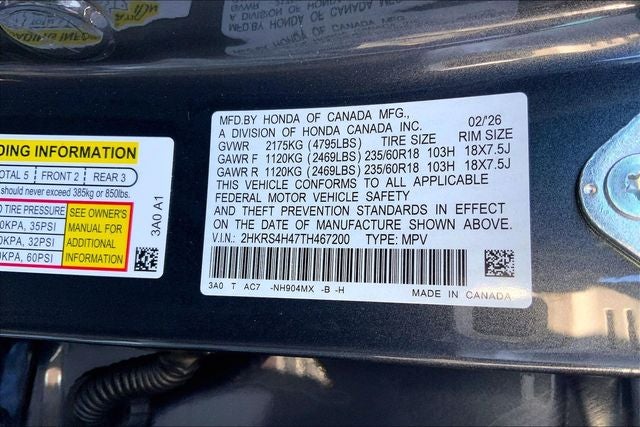 MFD.BY HONDA OF CANADA MFG.,
A DIVISION OF HONDA CANADA INC.
02/'26
GVWR 2175KG (4795LBS) TIRE SIZE RIM SIZE
GAWR F 1120KG (2469LBS) 235/60R18 103H 18X7.5J
GAWR R 1120KG (2469LBS) 235/60R18 103H 18X7.5J
THIS VEHICLE CONFORMS TO ALL APPLICABLE
FEDERAL MOTOR VEHICLE SAFETY
AND THEFT PREVENTION STANDARDS IN EFFECT
ON THE DATE OF MANUFACTURE SHOWN ABOVE.
V.I.N.: 2HKRS4H47TH467200 TYPE: MPV
3A0 T AC7 -NH904MX -B -H
MADE IN CANADA
DING INFORMATION
OTAL 5 FRONT 2 REAR 3
should never exceed 385kg or 850lbs.
TIRE PRESSURE
0KPA, 35PSI
0KPA, 32PSI
0KPA, 60PSI
SEE OWNER'S
MANUAL FOR
ADDITIONAL
INFORMATION
3A0 A1